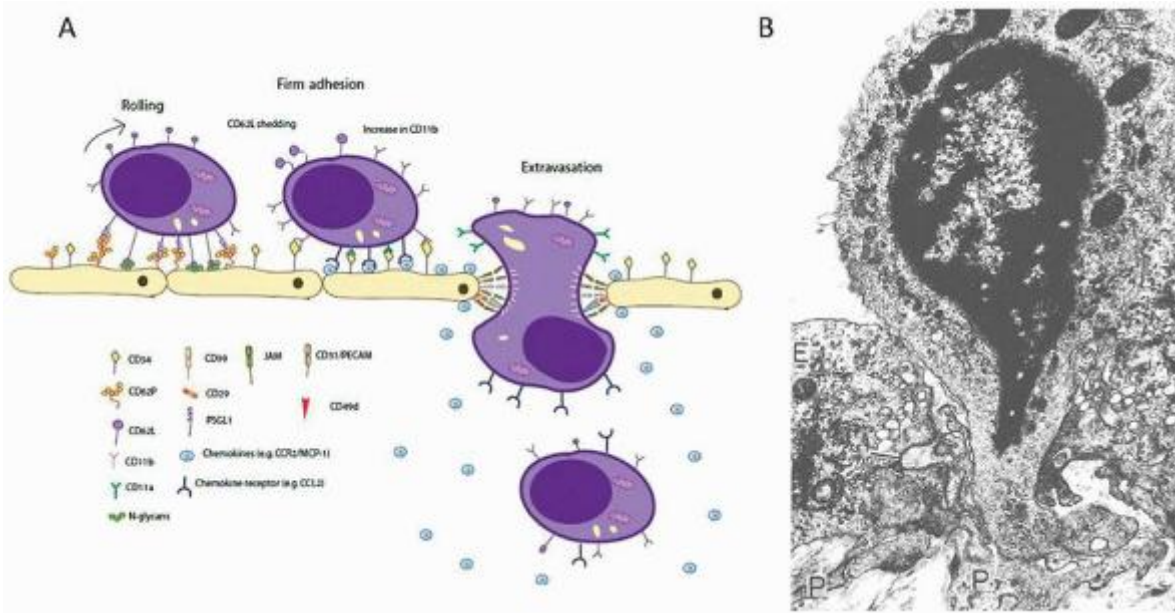 A
B
Firm adhesion
Rolling
CD62L shedding
Increase in CD11b
Extravasation
CD34
CD99
JAM
CD31/PECAM
CD62P
CD29
CD49d
PSGL1
CD62L
Chemokines (e.g. CCR2/MCP-1)
CD11b
CD11a
Chemokine receptor (e.g. CCL2)
N-glycans
E
P
P